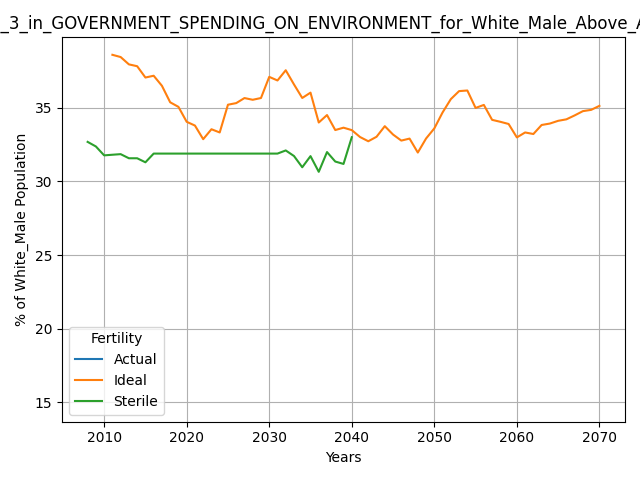 _3_in_GOVERNMENT_SPENDING_ON_ENVIRONMENT_for_White_Male_Above_
% of White_Male Population
35
30
25
20
15
Fertility
Actual
Ideal
Sterile
2010 2020 2030 2040 2050 2060 2070
Years